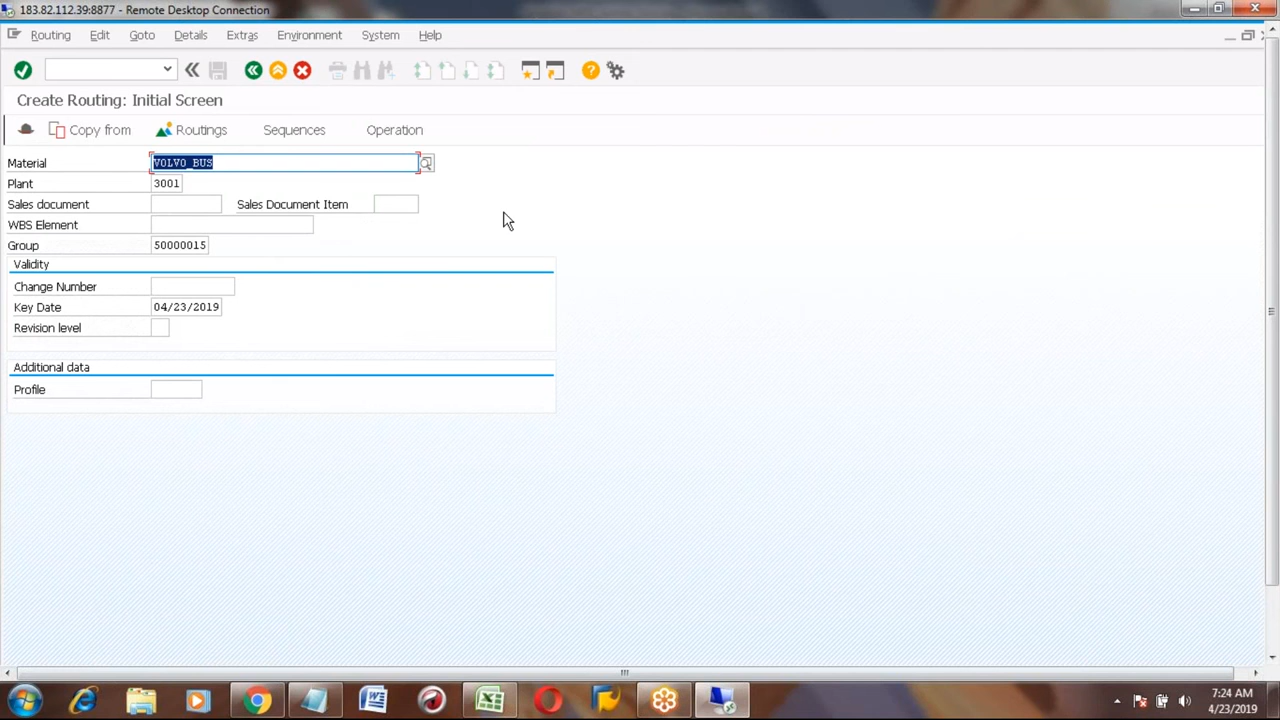 183.82.112.39:8877 - Remote Desktop Connection
Routing Edit Goto Details Extras Environment System Help
Create Routing: Initial Screen
Copy from Routings Sequences Operation
Material VOLVO_BUS
Plant 3001
Sales document Sales Document Item
WBS Element
Group 50000015
Validity
Change Number
Key Date 04/23/2019
Revision level
Additional data
Profile
7:24 AM
4/23/2019